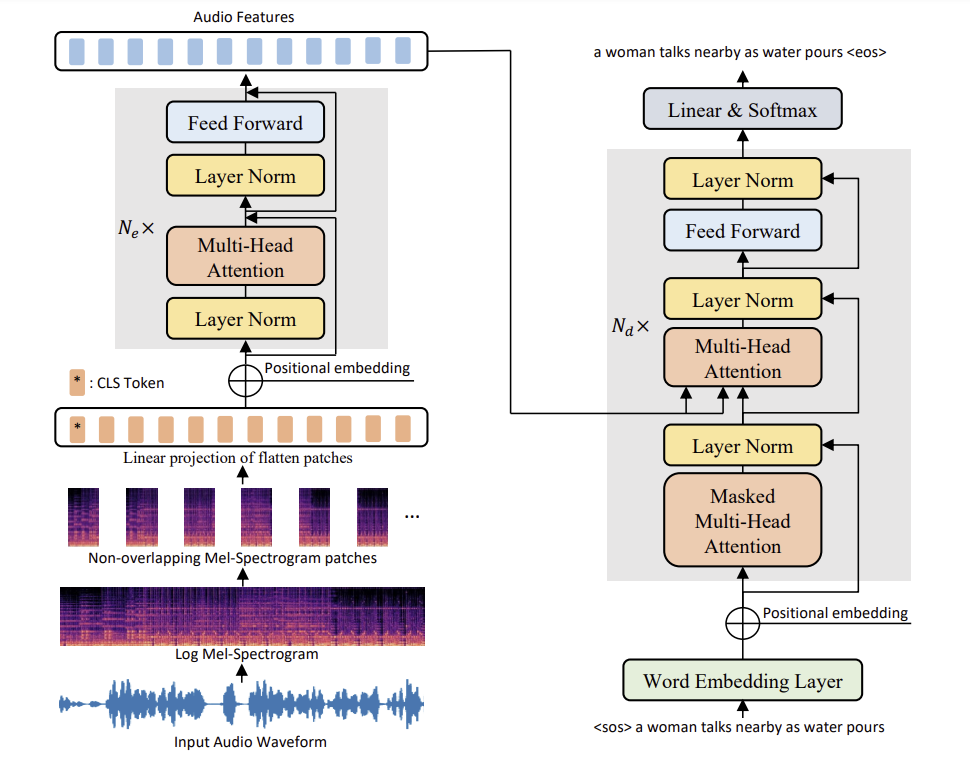 Audio Features
Feed Forward
Layer Norm
Nₑ×
Multi-Head
Attention
Layer Norm
Positional embedding
* : CLS Token
*
Linear projection of flatten patches
...
Non-overlapping Mel-Spectrogram patches
Log Mel-Spectrogram
Input Audio Waveform
a woman talks nearby as water pours <eos>
Linear & Softmax
Layer Norm
Feed Forward
Layer Norm
N_d×
Multi-Head
Attention
Layer Norm
Masked
Multi-Head
Attention
Positional embedding
Word Embedding Layer
<sos> a woman talks nearby as water pours